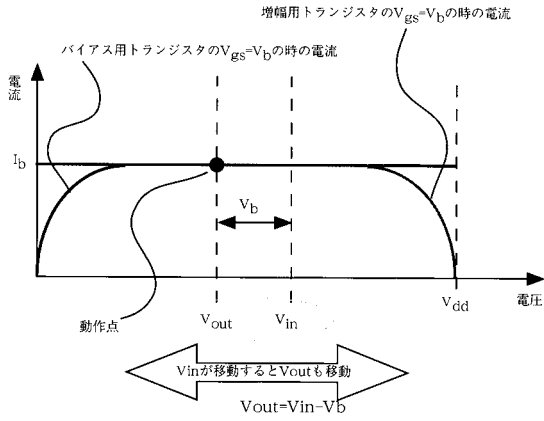 増幅用トランジスタのVgs=Vbの時の電流
バイアス用トランジスタのVgs=Vbの時の電流
電流
Ib
Vb
動作点
Vout
Vin
Vdd
電圧
Vinが移動するとVoutも移動
Vout=Vin-Vb